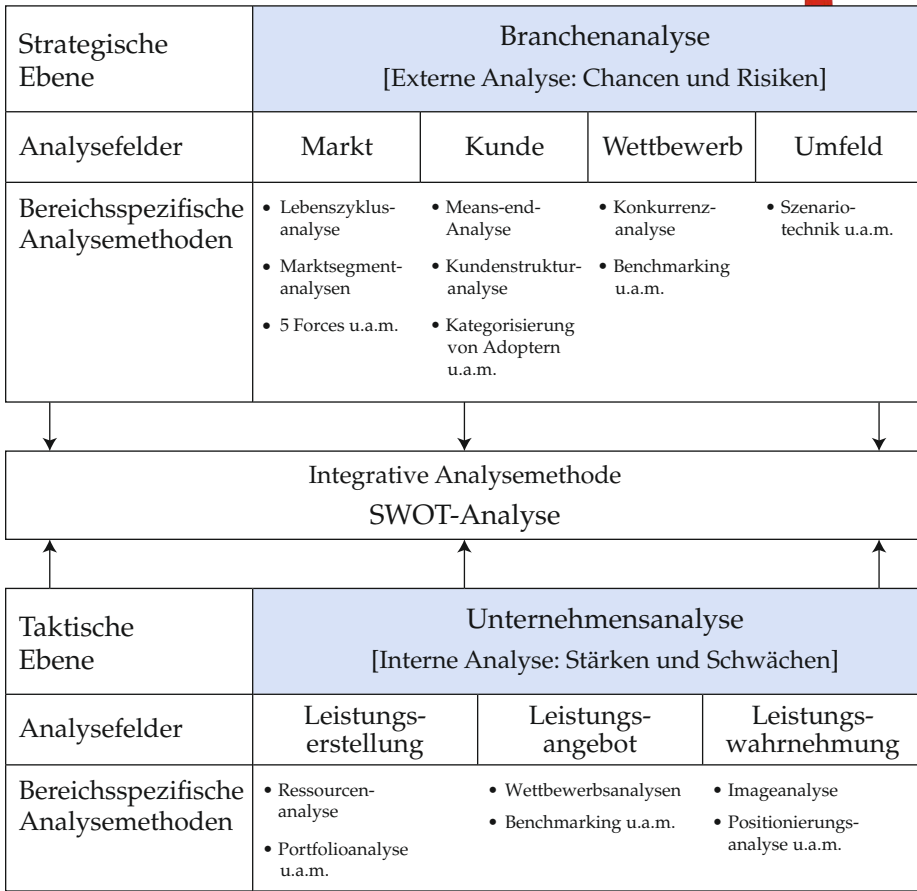 Strategische
Ebene
Branchenanalyse
[Externe Analyse: Chancen und Risiken]
Analysefelder
Markt
Kunde
Wettbewerb
Umfeld
Bereichsspezifische
Analysemethoden
• Lebenszyklus-
analyse
• Marktsegment-
analysen
• 5 Forces u.a.m.
• Means-end-
Analyse
• Kundenstruktur-
analyse
• Kategorisierung
von Adoptern
u.a.m.
• Konkurrenz-
analyse
• Benchmarking
u.a.m.
• Szenario-
technik u.a.m.
Integrative Analysemethode
SWOT-Analyse
Taktische
Ebene
Unternehmensanalyse
[Interne Analyse: Stärken und Schwächen]
Analysefelder
Leistungs-
erstellung
Leistungs-
angebot
Leistungs-
wahrnehmung
Bereichsspezifische
Analysemethoden
• Ressourcen-
analyse
• Portfolioanalyse
u.a.m.
• Wettbewerbsanalysen
• Benchmarking u.a.m.
• Imageanalyse
• Positionierungs-
analyse u.a.m.